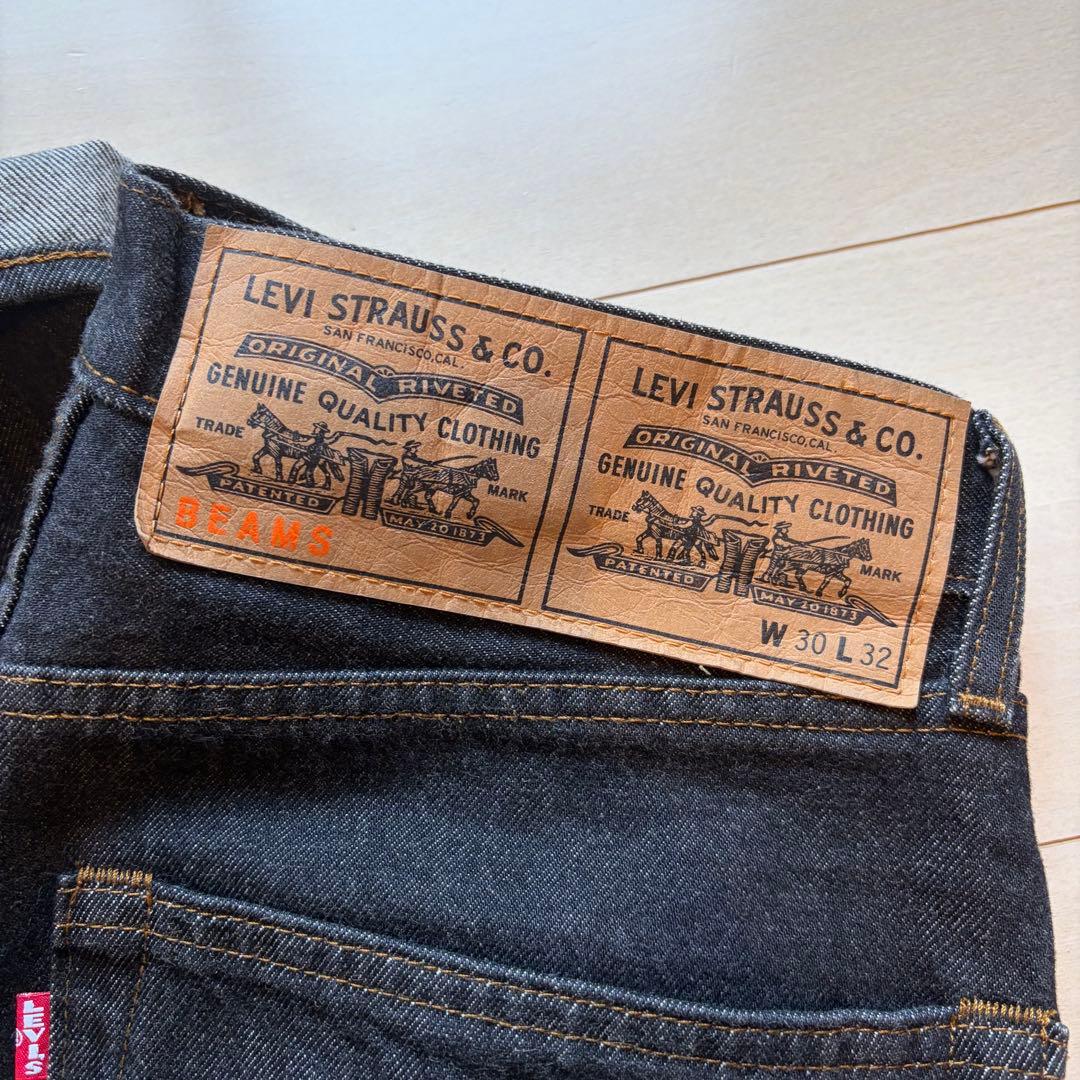 LEVI STRAUSS & CO.
SAN FRANCISCO, CAL.
ORIGINAL RIVETED
GENUINE QUALITY CLOTHING
TRADE MARK
PATENTED MAY 20 1873
BEAMS
LEVI STRAUSS & CO.
SAN FRANCISCO, CAL.
ORIGINAL RIVETED
GENUINE QUALITY CLOTHING
TRADE MARK
PATENTED MAY 20 1873
W 30 L 32
LEVI'S
®